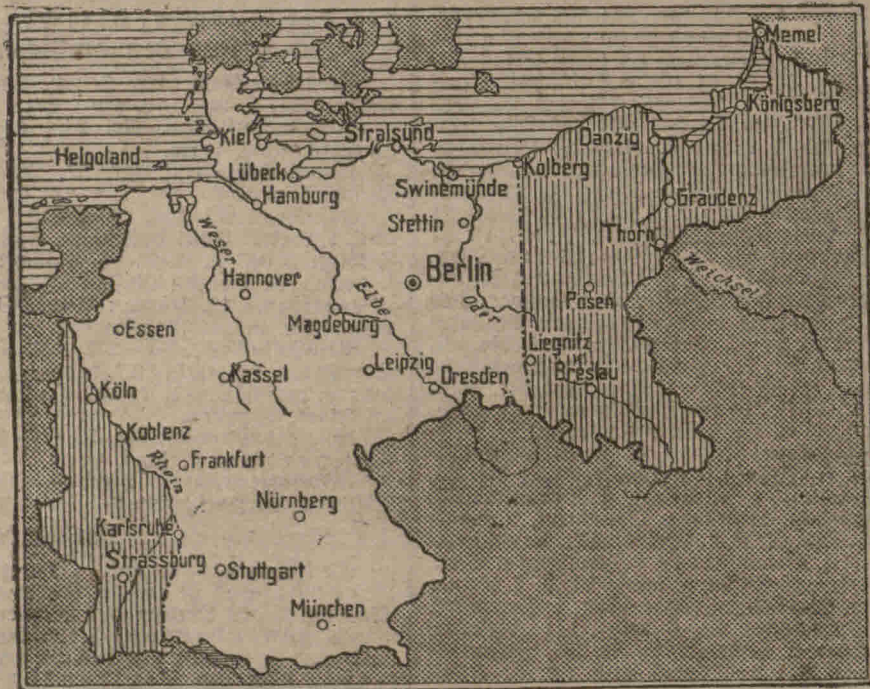 Memel
Königsberg
Kiel
Stralsund
Danzig
Helgoland
Lübeck
Kolberg
Hamburg
Swinemünde
Graudenz
Weser
Stettin
Thorn
Hannover
Berlin
Weichsel
Elbe
Oder
Posen
Magdeburg
Essen
Liegnitz
Kassel
Leipzig
Dresden
Breslau
Köln
Koblenz
Frankfurt
Rhein
Nürnberg
Karlsruhe
Strassburg
Stuttgart
München